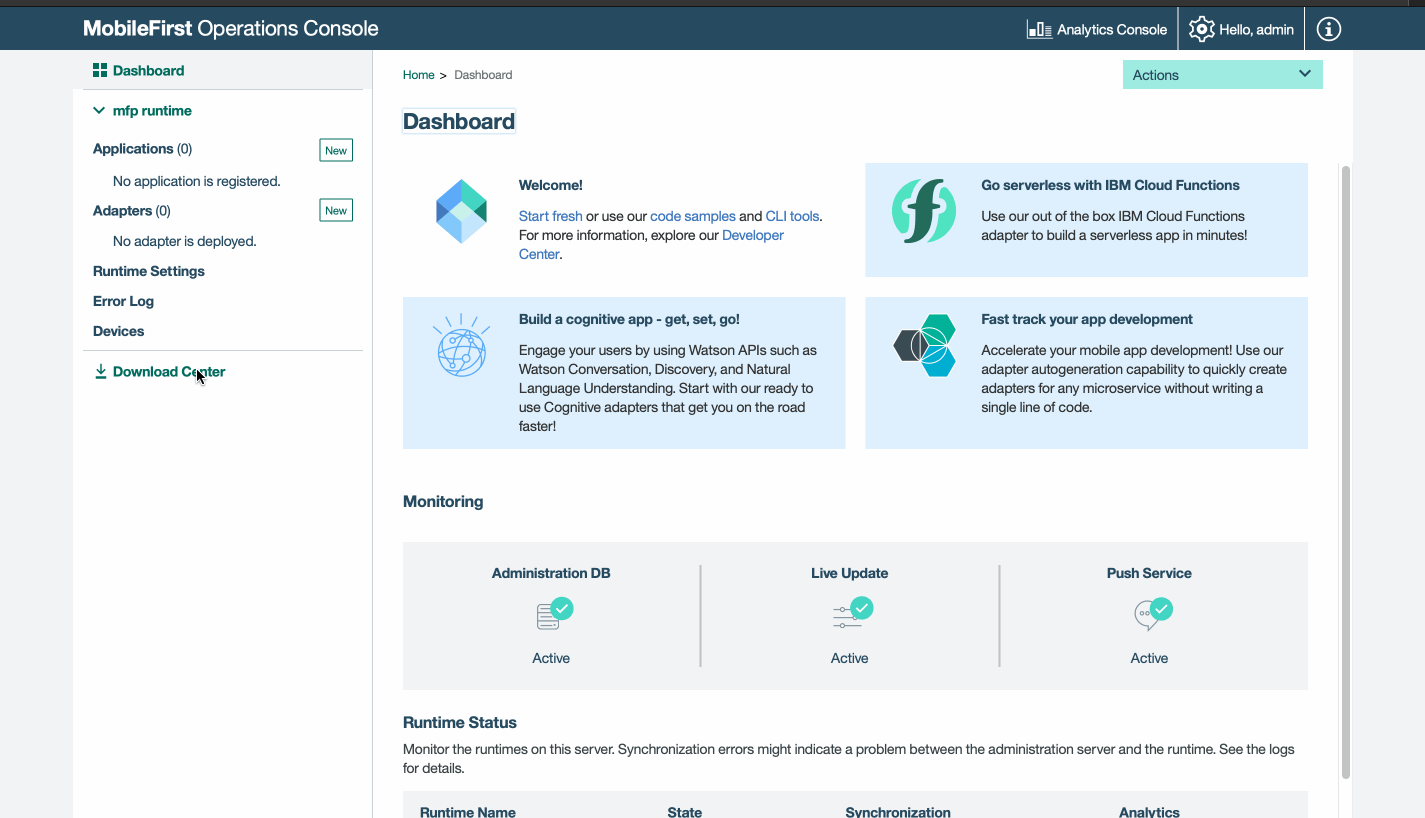 MobileFirst Operations Console
Analytics Console
Hello, admin
Dashboard
mfp runtime
Applications (0)
New
No application is registered.
Adapters (0)
New
No adapter is deployed.
Runtime Settings
Error Log
Devices
Download Center
Home > Dashboard
Actions
Dashboard
Welcome!
Start fresh or use our code samples and CLI tools.
For more information, explore our Developer
Center.
Go serverless with IBM Cloud Functions
Use our out of the box IBM Cloud Functions
adapter to build a serverless app in minutes!
Build a cognitive app - get, set, go!
Engage your users by using Watson APIs such as
Watson Conversation, Discovery, and Natural
Language Understanding. Start with our ready to
use Cognitive adapters that get you on the road
faster!
Fast track your app development
Accelerate your mobile app development! Use our
adapter autogeneration capability to quickly create
adapters for any microservice without writing a
single line of code.
Monitoring
Administration DB
Active
Live Update
Active
Push Service
Active
Runtime Status
Monitor the runtimes on this server. Synchronization errors might indicate a problem between the administration server and the runtime. See the logs
for details.
Runtime Name State Synchronization Analytics